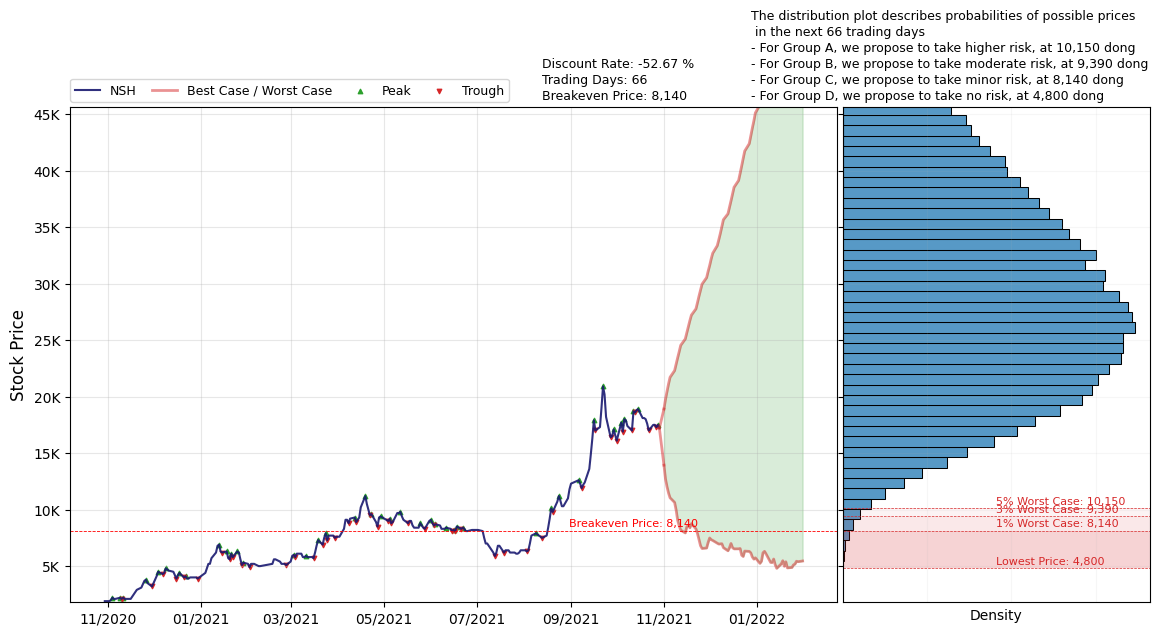 The distribution plot describes probabilities of possible prices
in the next 66 trading days
- For Group A, we propose to take higher risk, at 10,150 dong
- For Group B, we propose to take moderate risk, at 9,390 dong
- For Group C, we propose to take minor risk, at 8,140 dong
- For Group D, we propose to take no risk, at 4,800 dong
Discount Rate: -52.67 %
Trading Days: 66
Breakeven Price: 8,140
NSH
Best Case / Worst Case
Peak
Trough
Stock Price
45K
40K
35K
30K
25K
20K
15K
10K
5K
Breakeven Price: 8,140
5% Worst Case: 10,150
3% Worst Case: 9,390
1% Worst Case: 8,140
Lowest Price: 4,800
11/2020
01/2021
03/2021
05/2021
07/2021
09/2021
11/2021
01/2022
Density